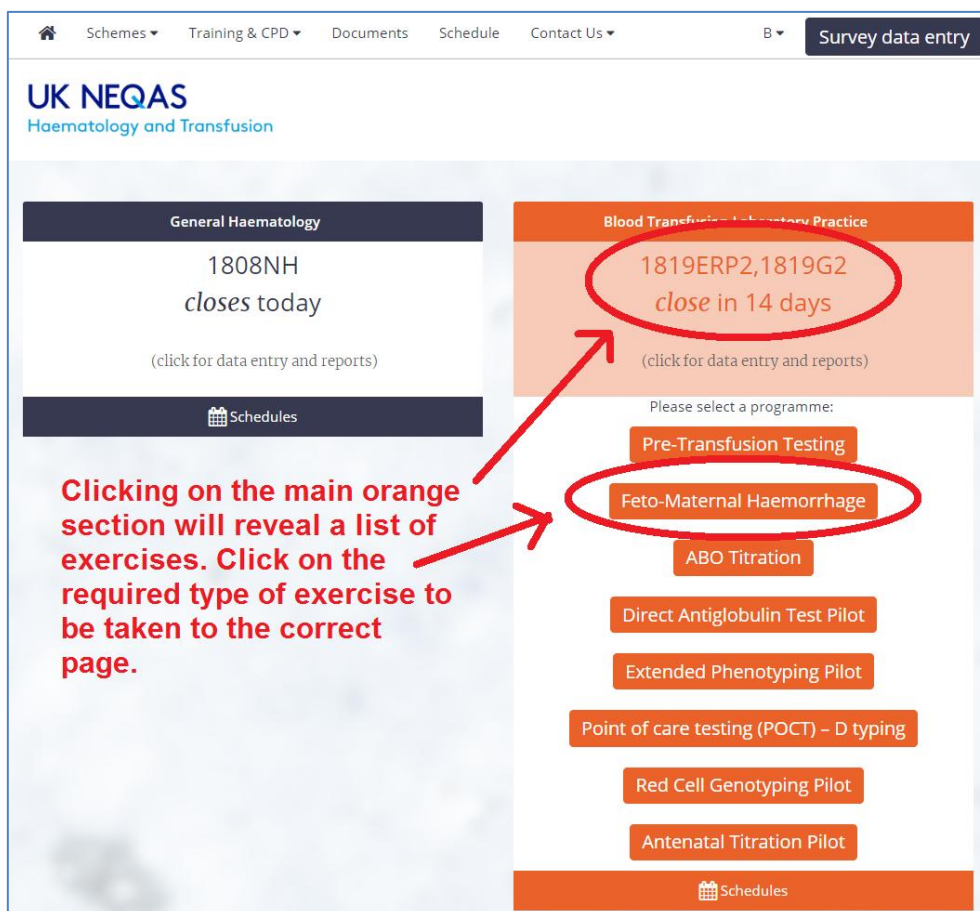 Schemes Training & CPD Documents Schedule Contact Us B Survey data entry
UK NEQAS
Haematology and Transfusion
General Haematology
1808NH
closes today
(click for data entry and reports)
Schedules
Blood Transfusion Laboratory Practice
1819ERP2,1819G2
close in 14 days
(click for data entry and reports)
Please select a programme:
Pre-Transfusion Testing
Feto-Maternal Haemorrhage
ABO Titration
Direct Antiglobulin Test Pilot
Extended Phenotyping Pilot
Point of care testing (POCT) – D typing
Red Cell Genotyping Pilot
Antenatal Titration Pilot
Schedules
Clicking on the main orange
section will reveal a list of
exercises. Click on the
required type of exercise to
be taken to the correct
page.